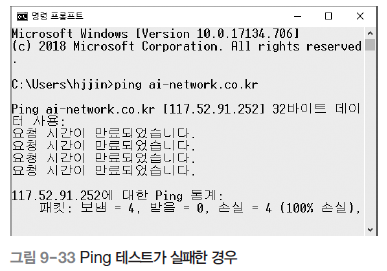 명령 프롬프트
Microsoft Windows [Version 10.0.17134.706]
(c) 2018 Microsoft Corporation. All rights reserved
.
C:\Users\hjjin>ping ai-network.co.kr
Ping ai-network.co.kr [117.52.91.252] 32바이트 데이
터 사용:
요청 시간이 만료되었습니다.
요청 시간이 만료되었습니다.
요청 시간이 만료되었습니다.
요청 시간이 만료되었습니다.
117.52.91.252에 대한 Ping 통계:
패킷: 보냄 = 4, 받음 = 0, 손실 = 4 (100% 손실),
그림 9-33 Ping 테스트가 실패한 경우